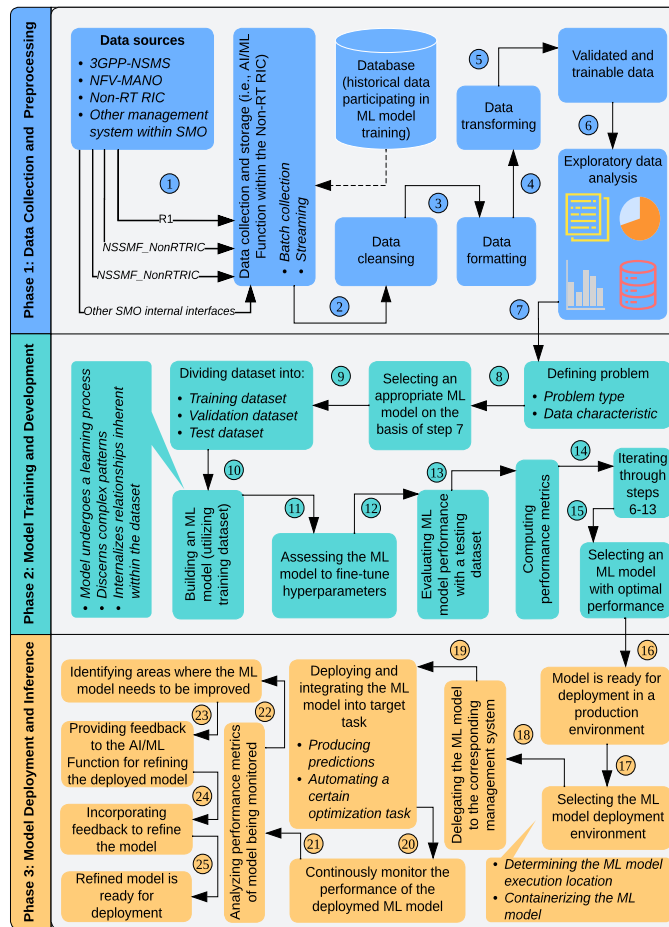 Phase 1: Data Collection and Preprocessing
Data sources
• 3GPP-NSMS
• NFV-MANO
• Non-RT RIC
• Other management
system within SMO
1
R1
NSSMF_NonRTRIC
NSSMF_NonRTRIC
Other SMO internal interfaces
Data collection and storage (i.e., AI/ML
Function within the Non-RT RIC)
• Batch collection
• Streaming
Database
(historical data
participating in
ML model
training)
2
Data
cleansing
3
Data
formatting
4
Data
transforming
5
Validated and
trainable data
6
Exploratory data
analysis
7
Phase 2: Model Training and Development
Defining problem
• Problem type
• Data characteristic
8
Selecting an
appropriate ML
model on the
basis of step 7
9
Dividing dataset into:
• Training dataset
• Validation dataset
• Test dataset
10
• Model undergoes a learning process
• Discerns complex patterns
• Internalizes relationships inherent
witthin the dataset
Building an ML
model (utilizing
training dataset)
11
Assessing the ML
model to fine-tune
hyperparameters
12
Evaluating ML
model performance
with a testing
dataset
13
Computing
performance metrics
14
Iterating
through
steps
6-13
15
Selecting an
ML model
with optimal
performance
Phase 3: Model Deployment and Inference
16
Model is ready for
deployment in a
production
environment
17
Selecting the ML
model deployment
environment
• Determining the ML model
execution location
• Containerizing the ML
model
18
Delegating the ML model
to the corresponding
management system
19
Deploying and
integrating the ML
model into target
task
• Producing
predictions
• Automating a
certain
optimization task
20
Continously monitor the
performance of the
deploymed ML model
21
Analyzing performance metrics
of model being monitored
22
Identifying areas where the ML
model needs to be improved
23
Providing feedback
to the AI/ML
Function for refining
the deployed model
24
Incorporating
feedback to refine
the model
25
Refined model is
ready for
deployment